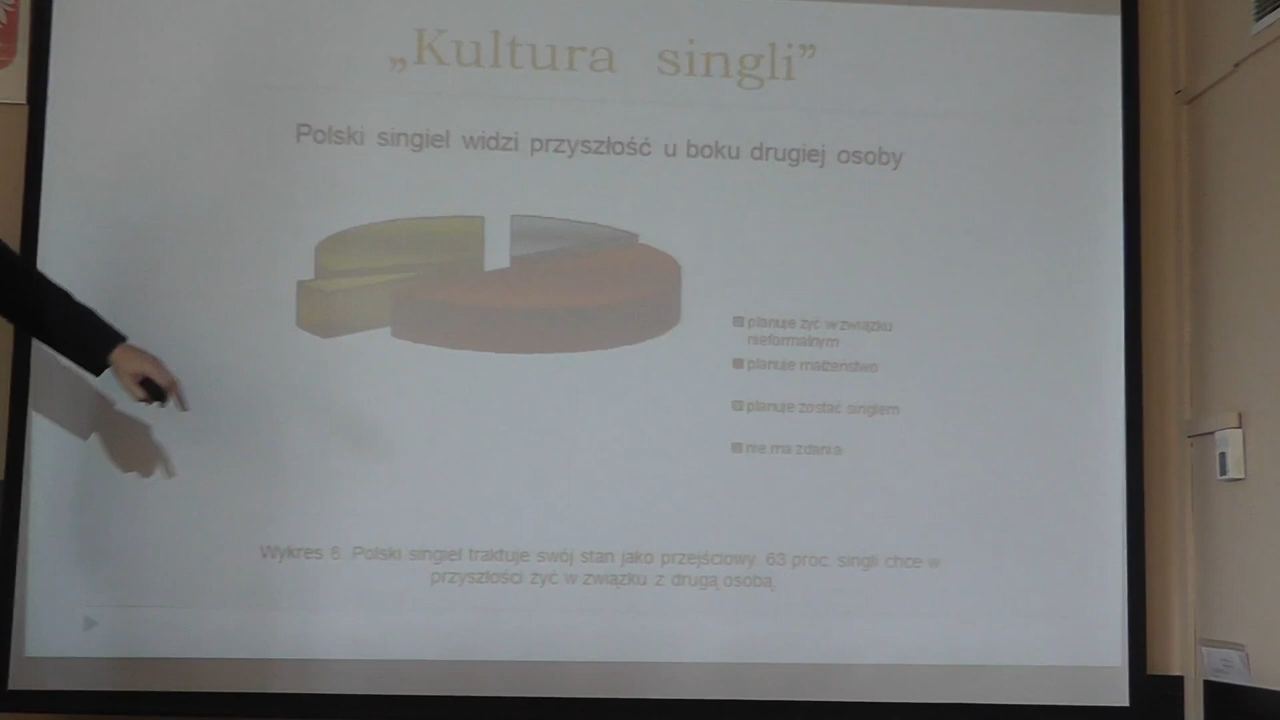 „Kultura singli”
Polski singiel widzi przyszłość u boku drugiej osoby
planuje żyć w związku
nieformalnym
planuje małżeństwo
planuje zostać singlem
nie ma zdania
Wykres 6. Polski singiel traktuje swój stan jako przejściowy. 63 proc. singli chce w
przyszłości żyć w związku z drugą osobą.